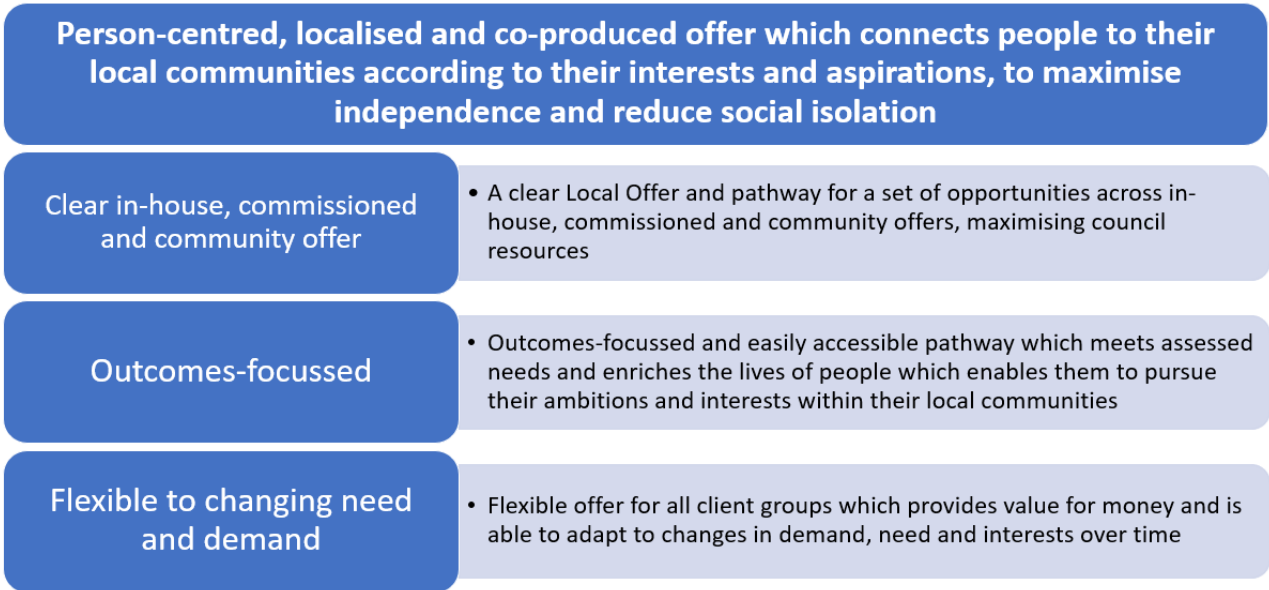 Person-centred, localised and co-produced offer which connects people to their
local communities according to their interests and aspirations, to maximise
independence and reduce social isolation
Clear in-house, commissioned
and community offer
• A clear Local Offer and pathway for a set of opportunities across in-
house, commissioned and community offers, maximising council
resources
Outcomes-focussed
• Outcomes-focussed and easily accessible pathway which meets assessed
needs and enriches the lives of people which enables them to pursue
their ambitions and interests within their local communities
Flexible to changing need
and demand
• Flexible offer for all client groups which provides value for money and is
able to adapt to changes in demand, need and interests over time